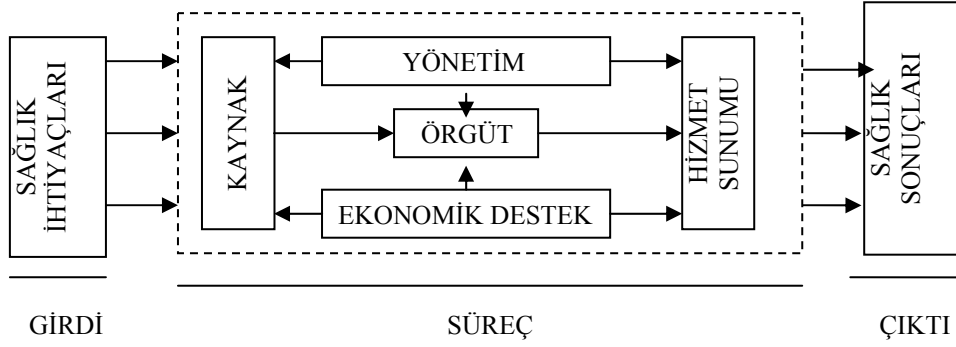 SAĞLIK
İHTİYAÇLARI
KAYNAK
YÖNETİM
ÖRGÜT
EKONOMİK DESTEK
HİZMET
SUNUMU
SAĞLIK
SONUÇLARI
GİRDİ
SÜREÇ
ÇIKTI